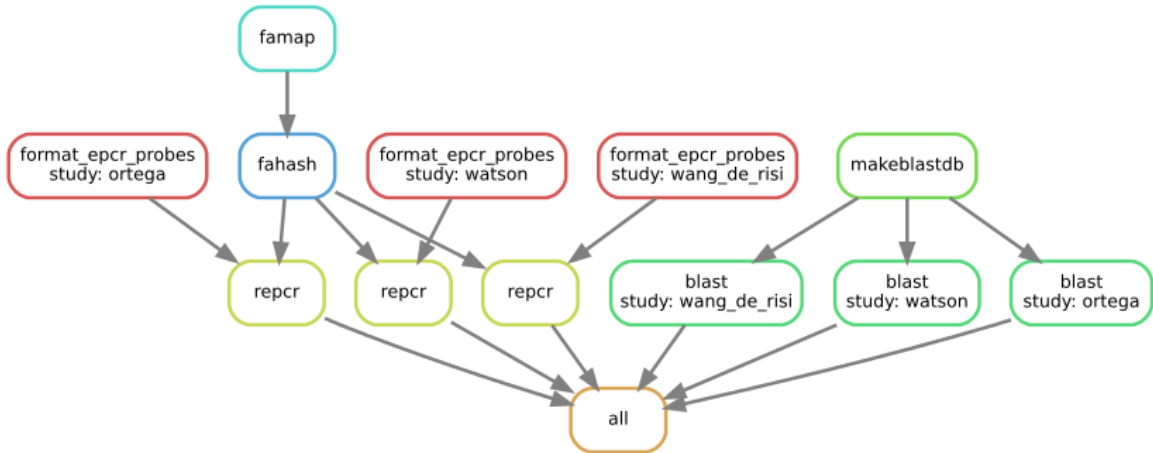 famap
format_epcr_probes
study: ortega
fahash
format_epcr_probes
study: watson
format_epcr_probes
study: wang_de_risi
makeblastdb
repcr
repcr
repcr
blast
study: wang_de_risi
blast
study: watson
blast
study: ortega
all